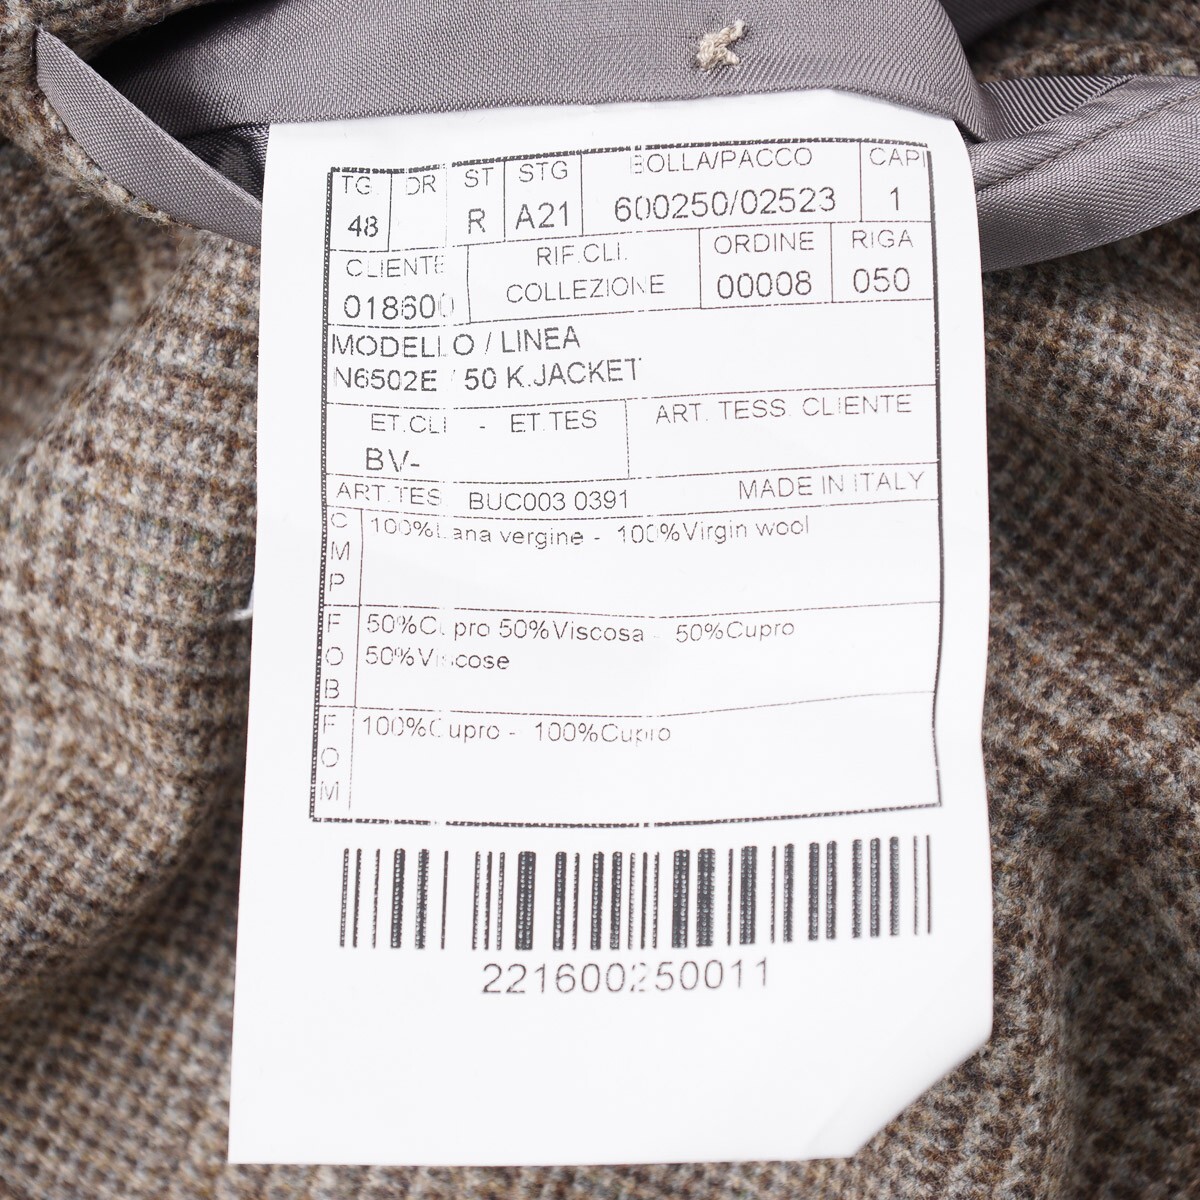 TG DR ST STG BOLLA/PACCO CAPI
48 R A21 600250/02523 1
CLIENTE RIF.CLI. ORDINE RIGA
018600 COLLEZIONE 00008 050
MODELLO / LINEA
N6502E / 50 K.JACKET
ET.CLI - ET.TES ART. TESS. CLIENTE
BV-
ART.TES BUC003 0391 MADE IN ITALY
CMP 100%Lana vergine - 100%Virgin wool
FOB 50%Cupro 50%Viscosa - 50%Cupro
50%Viscose
FOM 100%Cupro - 100%Cupro
221600250011